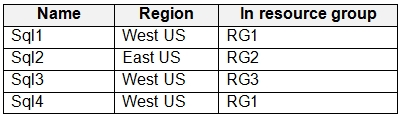 Name Region In resource group
Sql1 West US RG1
Sql2 East US RG2
Sql3 West US RG3
Sql4 West US RG1